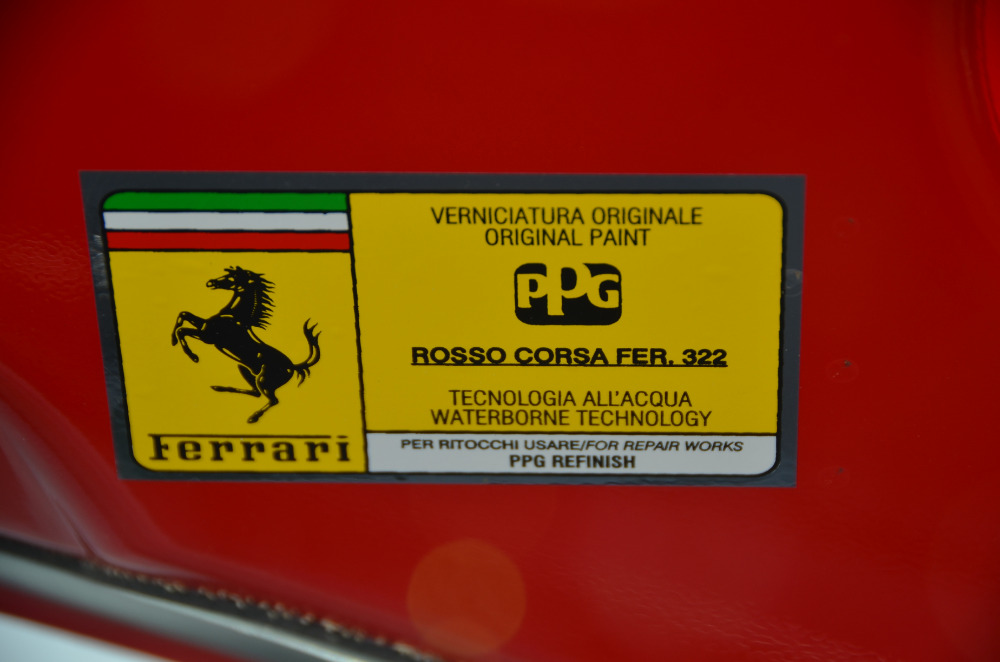 VERNICIATURA ORIGINALE
ORIGINAL PAINT
PPG
ROSSO CORSA FER. 322
TECNOLOGIA ALL'ACQUA
WATERBORNE TECHNOLOGY
Ferrari
PER RITOCCHI USARE/FOR REPAIR WORKS
PPG REFINISH